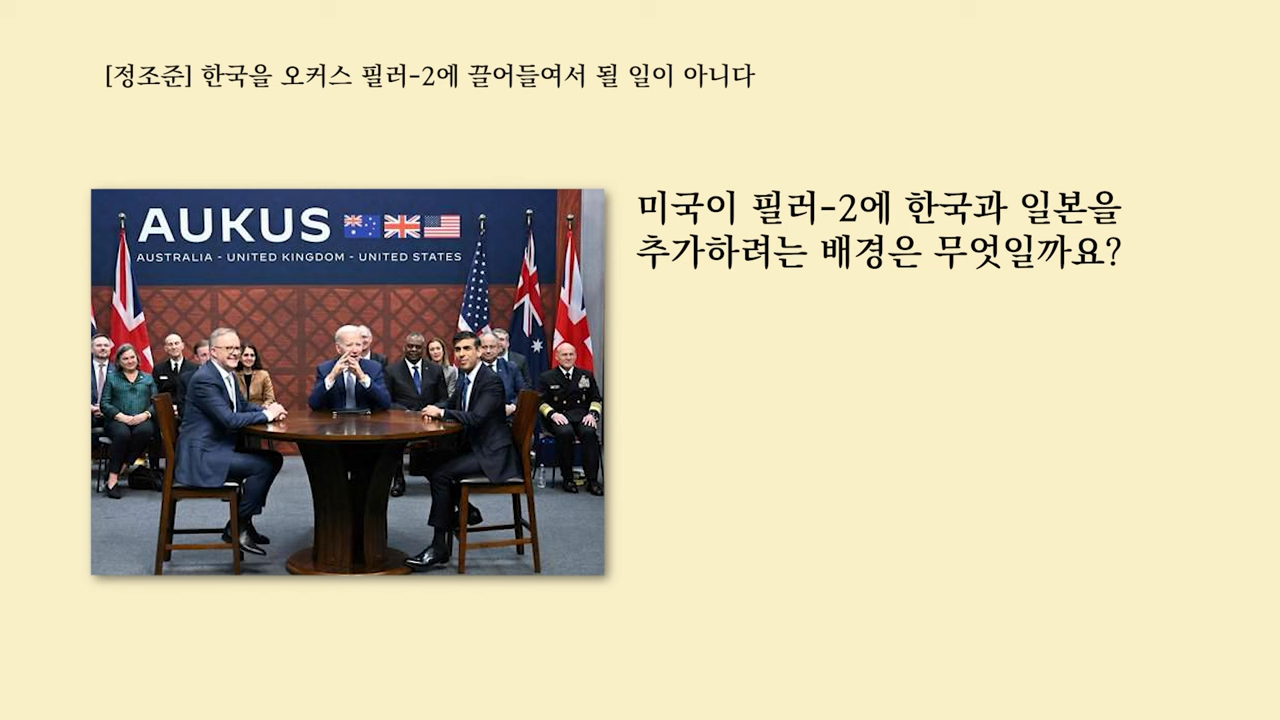 [정조준] 한국을 오커스 필러-2에 끌어들여서 될 일이 아니다
AUKUS
AUSTRALIA - UNITED KINGDOM - UNITED STATES
미국이 필러-2에 한국과 일본을
추가하려는 배경은 무엇일까요?